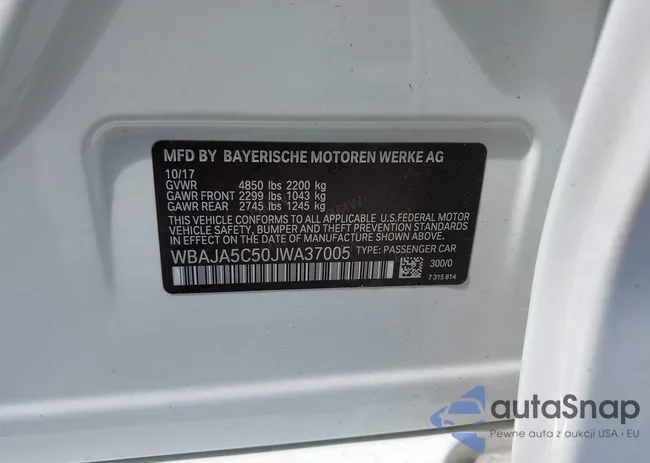 MFD BY BAYERISCHE MOTOREN WERKE AG
10/17
GVWR 4850 lbs 2200 kg
GAWR FRONT 2299 lbs 1043 kg
GAWR REAR 2745 lbs 1245 kg
THIS VEHICLE CONFORMS TO ALL APPLICABLE U.S.FEDERAL MOTOR
VEHICLE SAFETY, BUMPER AND THEFT PREVENTION STANDARDS
IN EFFECT ON THE DATE OF MANUFACTURE SHOWN ABOVE.
WBAJA5C50JWA37005 TYPE: PASSENGER CAR
300/0
7 315 814
autaSnap
Pewne auta z aukcji USA i EU